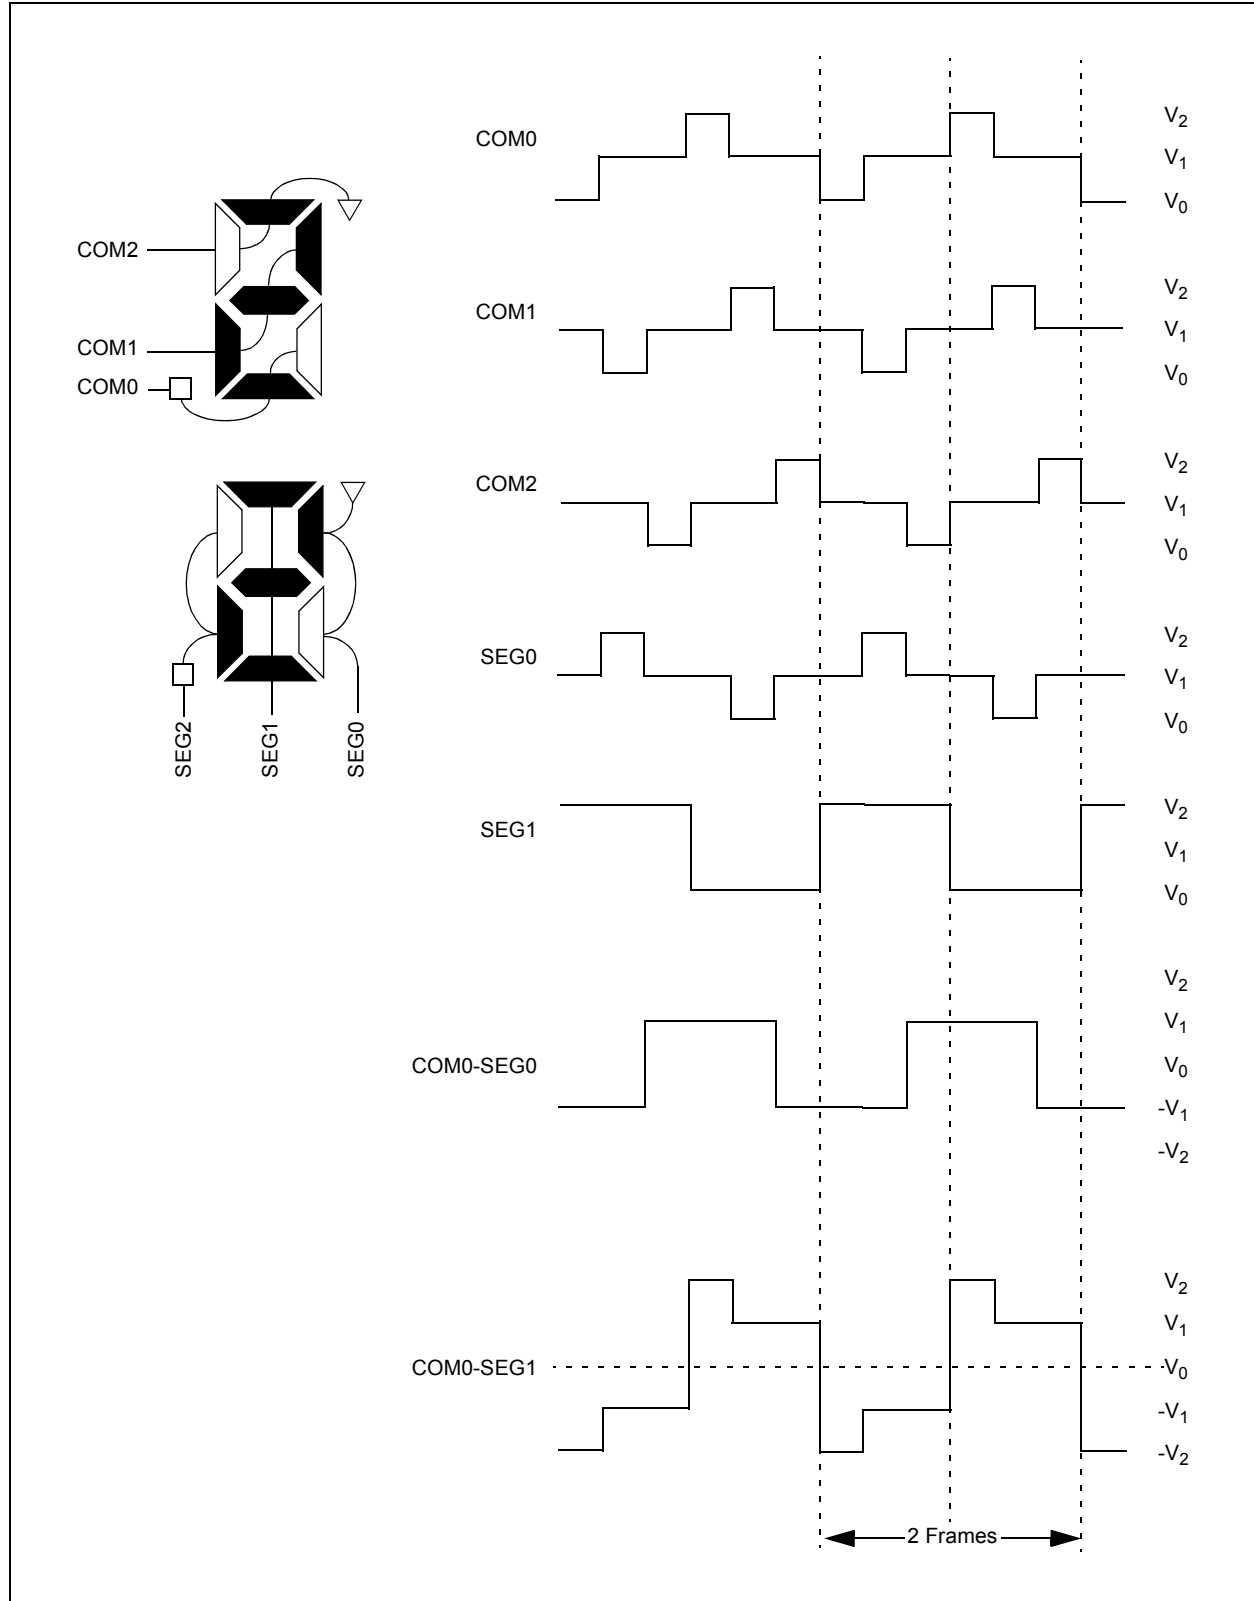 COM2
COM1
COM0
SEG2
SEG1
SEG0
COM0
V2
V1
V0
COM1
V2
V1
V0
COM2
V2
V1
V0
SEG0
V2
V1
V0
SEG1
V2
V1
V0
COM0-SEG0
V2
V1
V0
-V1
-V2
COM0-SEG1
V2
V1
V0
-V1
-V2
2 Frames